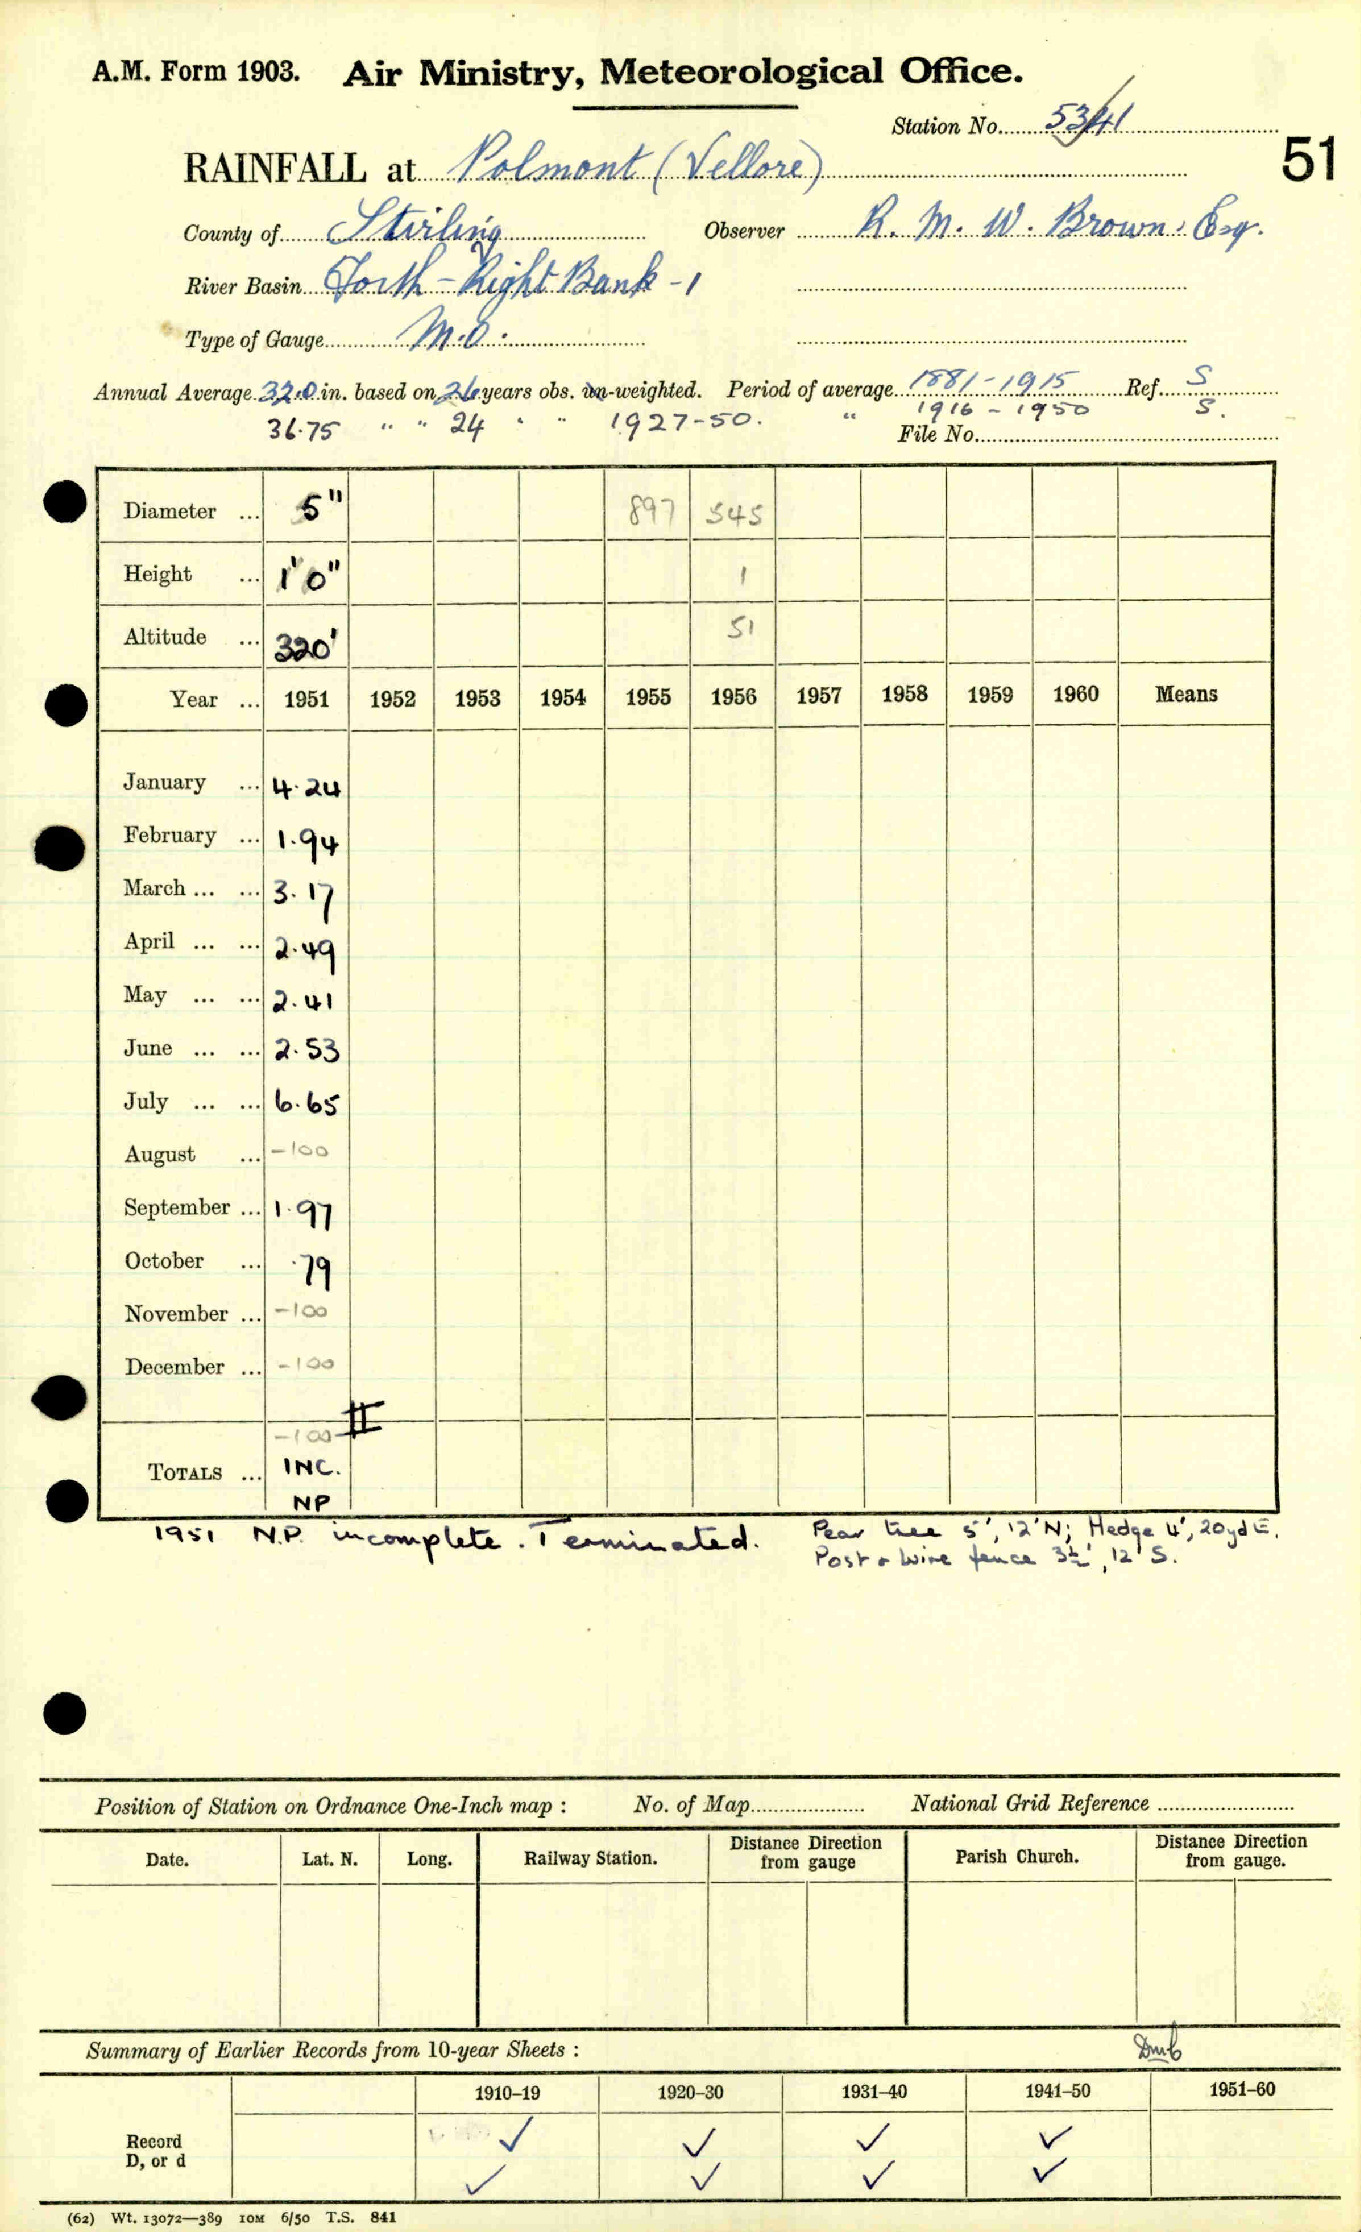 A.M. Form 1903. Air Ministry, Meteorological Office.
Station No. 5341
51
RAINFALL at Polmont (Vellore)
County of Stirling Observer R. M. W. Brown, Esq.
River Basin Forth - Right Bank - 1
Type of Gauge M.O.
Annual Average 32.0 in. based on 26 years obs. un-weighted. Period of average 1881-1915 Ref. S
36.75 " " 24 " " 1927-50. " 1916-1950 S.
File No.
Diameter ... 5" 897 545
Height ... 1' 0" 1
Altitude ... 320' 51
Year ... 1951 1952 1953 1954 1955 1956 1957 1958 1959 1960 Means
January ... 4.24
February ... 1.94
March ... ... 3.17
April ... ... 2.49
May ... ... 2.41
June ... ... 2.53
July ... ... 6.65
August ... -100
September ... 1.97
October ... .79
November ... -100
December ... -100
-100
TOTALS ... INC.
NP
1951 N.P. incomplete. Terminated. Pear tree 5', 12'N; Hedge 4', 20yd E.
Post & wire fence 3½', 12' S.
Position of Station on Ordnance One-Inch map : No. of Map National Grid Reference
Date. Lat. N. Long. Railway Station. Distance Direction from gauge Parish Church. Distance Direction from gauge.
Summary of Earlier Records from 10-year Sheets :
1910–19 1920–30 1931–40 1941–50 1951–60
Record ✓ ✓ ✓ ✓
D, or d ✓ ✓ ✓ ✓
(62) Wt. 13072—389 10M 6/50 T.S. 841